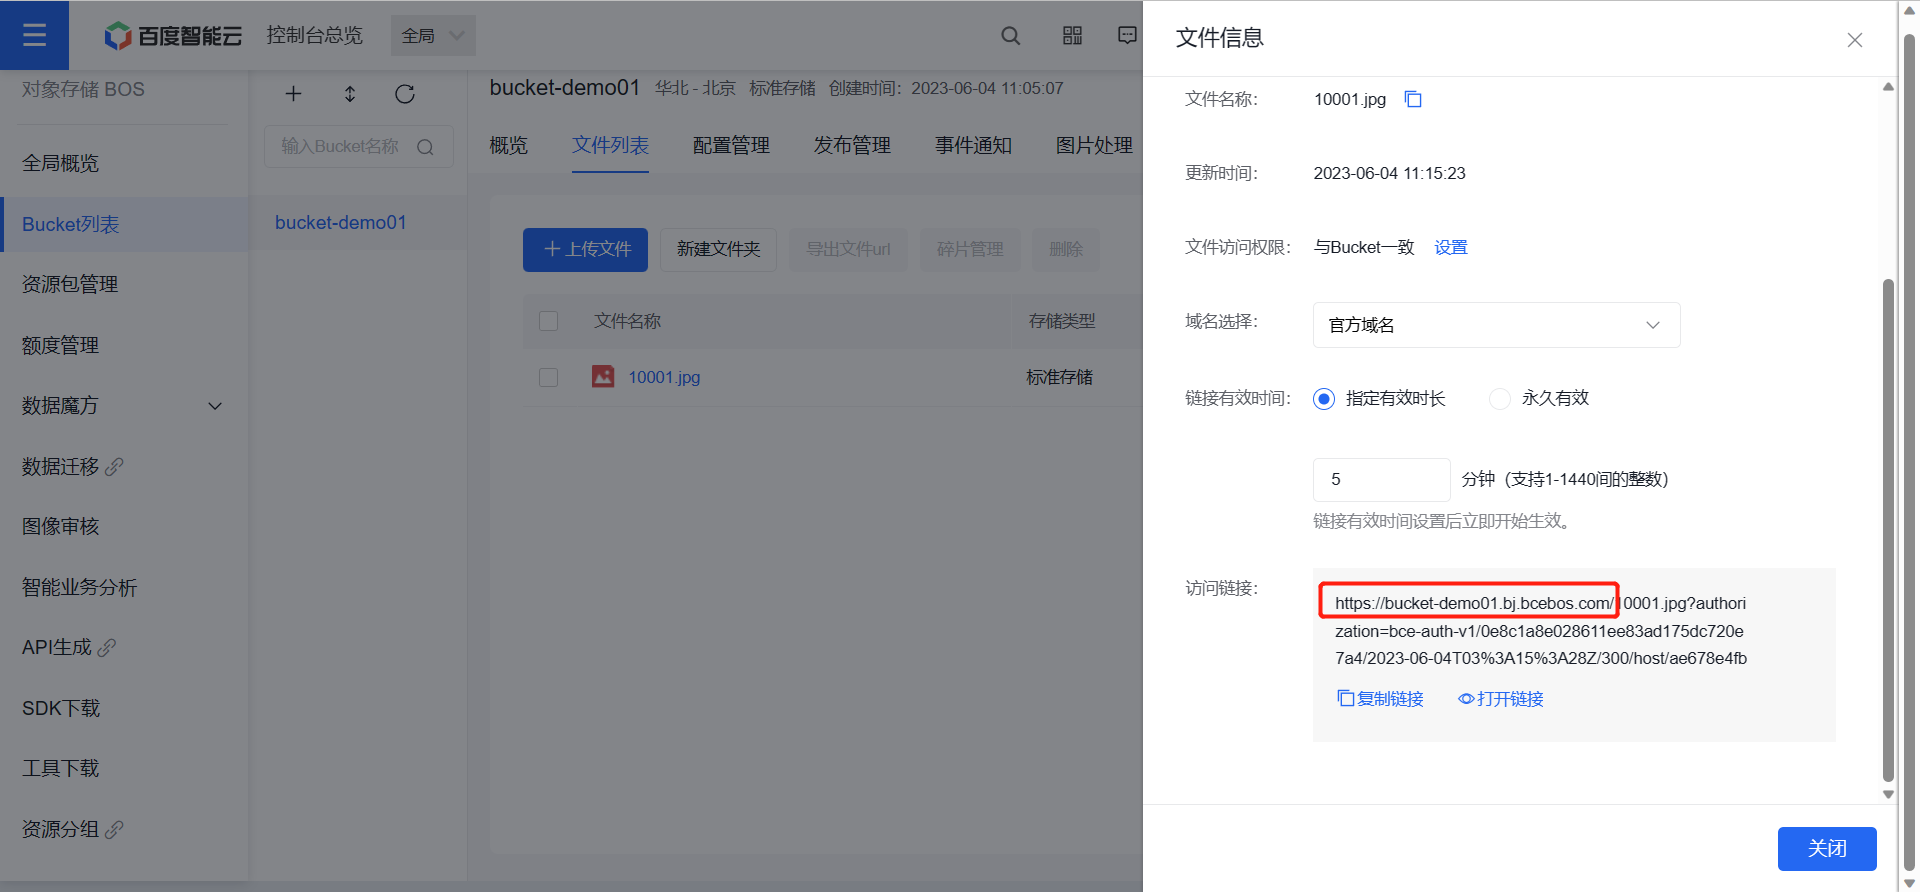 百度智能云
控制台总览
全局
对象存储 BOS
全局概览
Bucket列表
资源包管理
额度管理
数据魔方
数据迁移
图像审核
智能业务分析
API生成
SDK下载
工具下载
资源分组
输入Bucket名称
bucket-demo01
bucket-demo01 华北 - 北京 标准存储 创建时间：2023-06-04 11:05:07
概览 文件列表 配置管理 发布管理 事件通知 图片处理
上传文件 新建文件夹 导出文件url 碎片管理 删除
文件名称 存储类型
10001.jpg 标准存储
文件信息
文件名称： 10001.jpg
更新时间： 2023-06-04 11:15:23
文件访问权限： 与Bucket一致 设置
域名选择： 官方域名
链接有效时间： 指定有效时长 永久有效
5 分钟（支持1-1440间的整数）
链接有效时间设置后立即开始生效。
访问链接： https://bucket-demo01.bj.bcebos.com/10001.jpg?authori
zation=bce-auth-v1/0e8c1a8e028611ee83ad175dc720e
7a4/2023-06-04T03%3A15%3A28Z/300/host/ae678e4fb
复制链接 打开链接
关闭